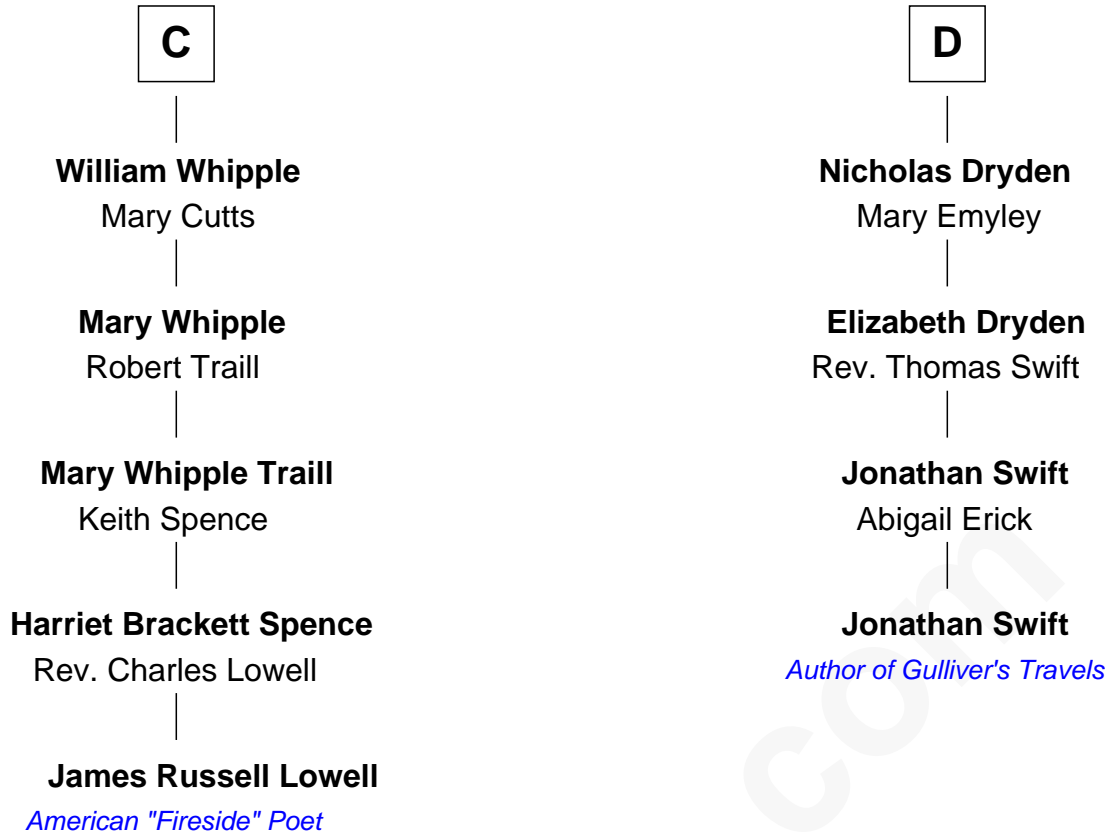 C
William Whipple
Mary Cutts
Mary Whipple
Robert Traill
Mary Whipple Traill
Keith Spence
Harriet Brackett Spence
Rev. Charles Lowell
James Russell Lowell
American "Fireside" Poet
D
Nicholas Dryden
Mary Emyley
Elizabeth Dryden
Rev. Thomas Swift
Jonathan Swift
Abigail Erick
Jonathan Swift
Author of Gulliver's Travels
com